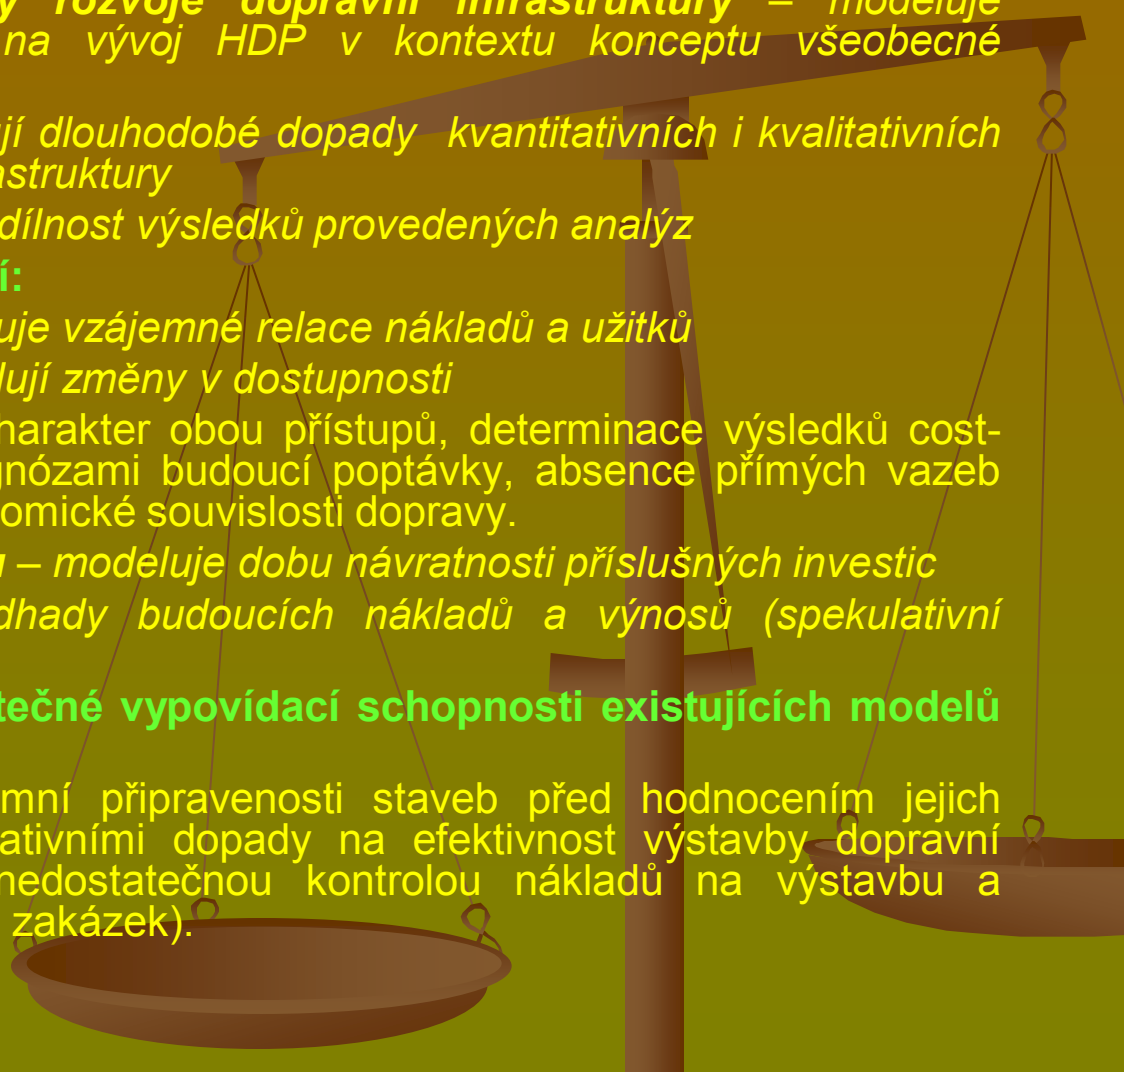 y rozvoje dopravní infrastruktury – modeluje
na vývoj HDP v kontextu konceptu všeobecné
jí dlouhodobé dopady kvantitativních i kvalitativních
astruktury
dílnost výsledků provedených analýz
í:
uje vzájemné relace nákladů a užitků
lují změny v dostupnosti
harakter obou přístupů, determinace výsledků cost-
gnózami budoucí poptávky, absence přímých vazeb
nomické souvislosti dopravy.
– modeluje dobu návratnosti příslušných investic
dhady budoucích nákladů a výnosů (spekulativní
tečné vypovídací schopnosti existujících modelů
emní připravenosti staveb před hodnocením jejich
ativními dopady na efektivnost výstavby dopravní
nedostatečnou kontrolou nákladů na výstavbu a
zakázek).